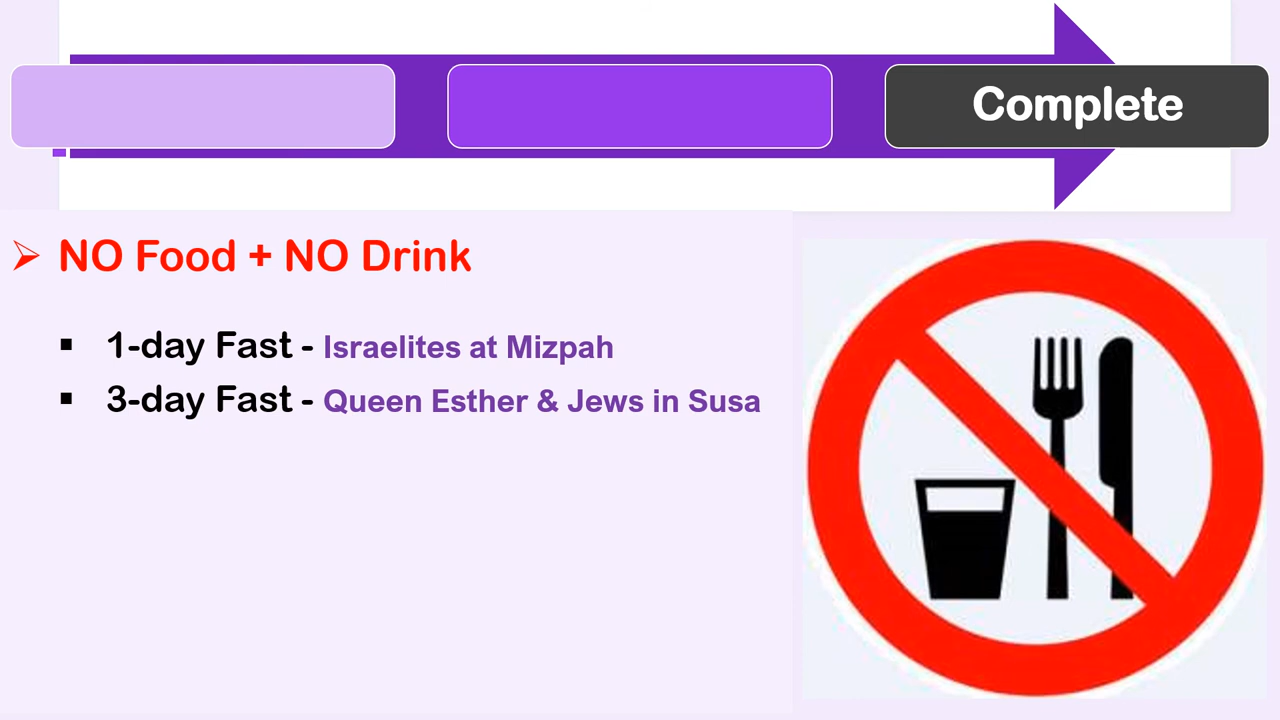 Complete
NO Food + NO Drink
1-day Fast - Israelites at Mizpah
3-day Fast - Queen Esther & Jews in Susa